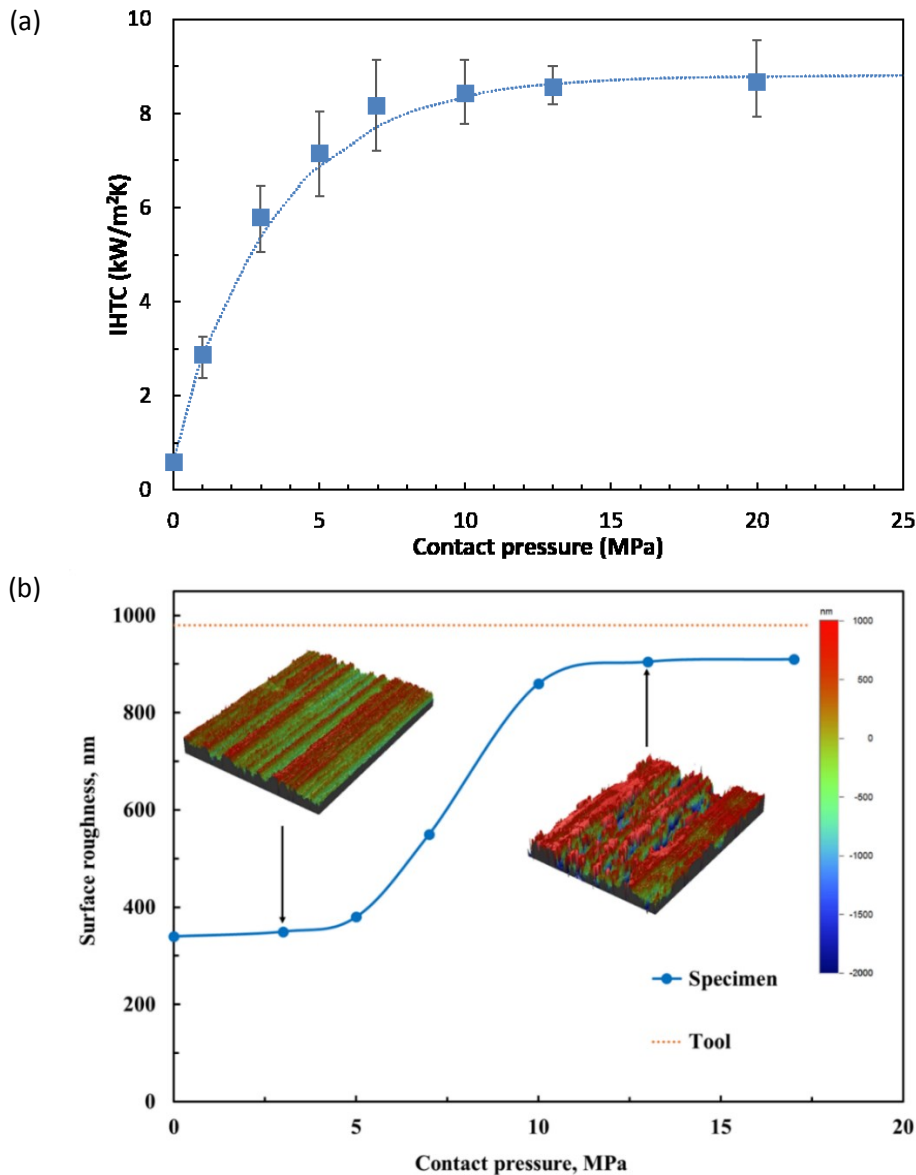 (a)
10
8
6
4
2
0
IHTC (kW/m²K)
0 5 10 15 20 25
Contact pressure (MPa)
(b)
1000
800
600
400
200
0
Surface roughness, nm
nm
1000
500
0
-500
-1000
-1500
-2000
Specimen
Tool
0 5 10 15 20
Contact pressure, MPa